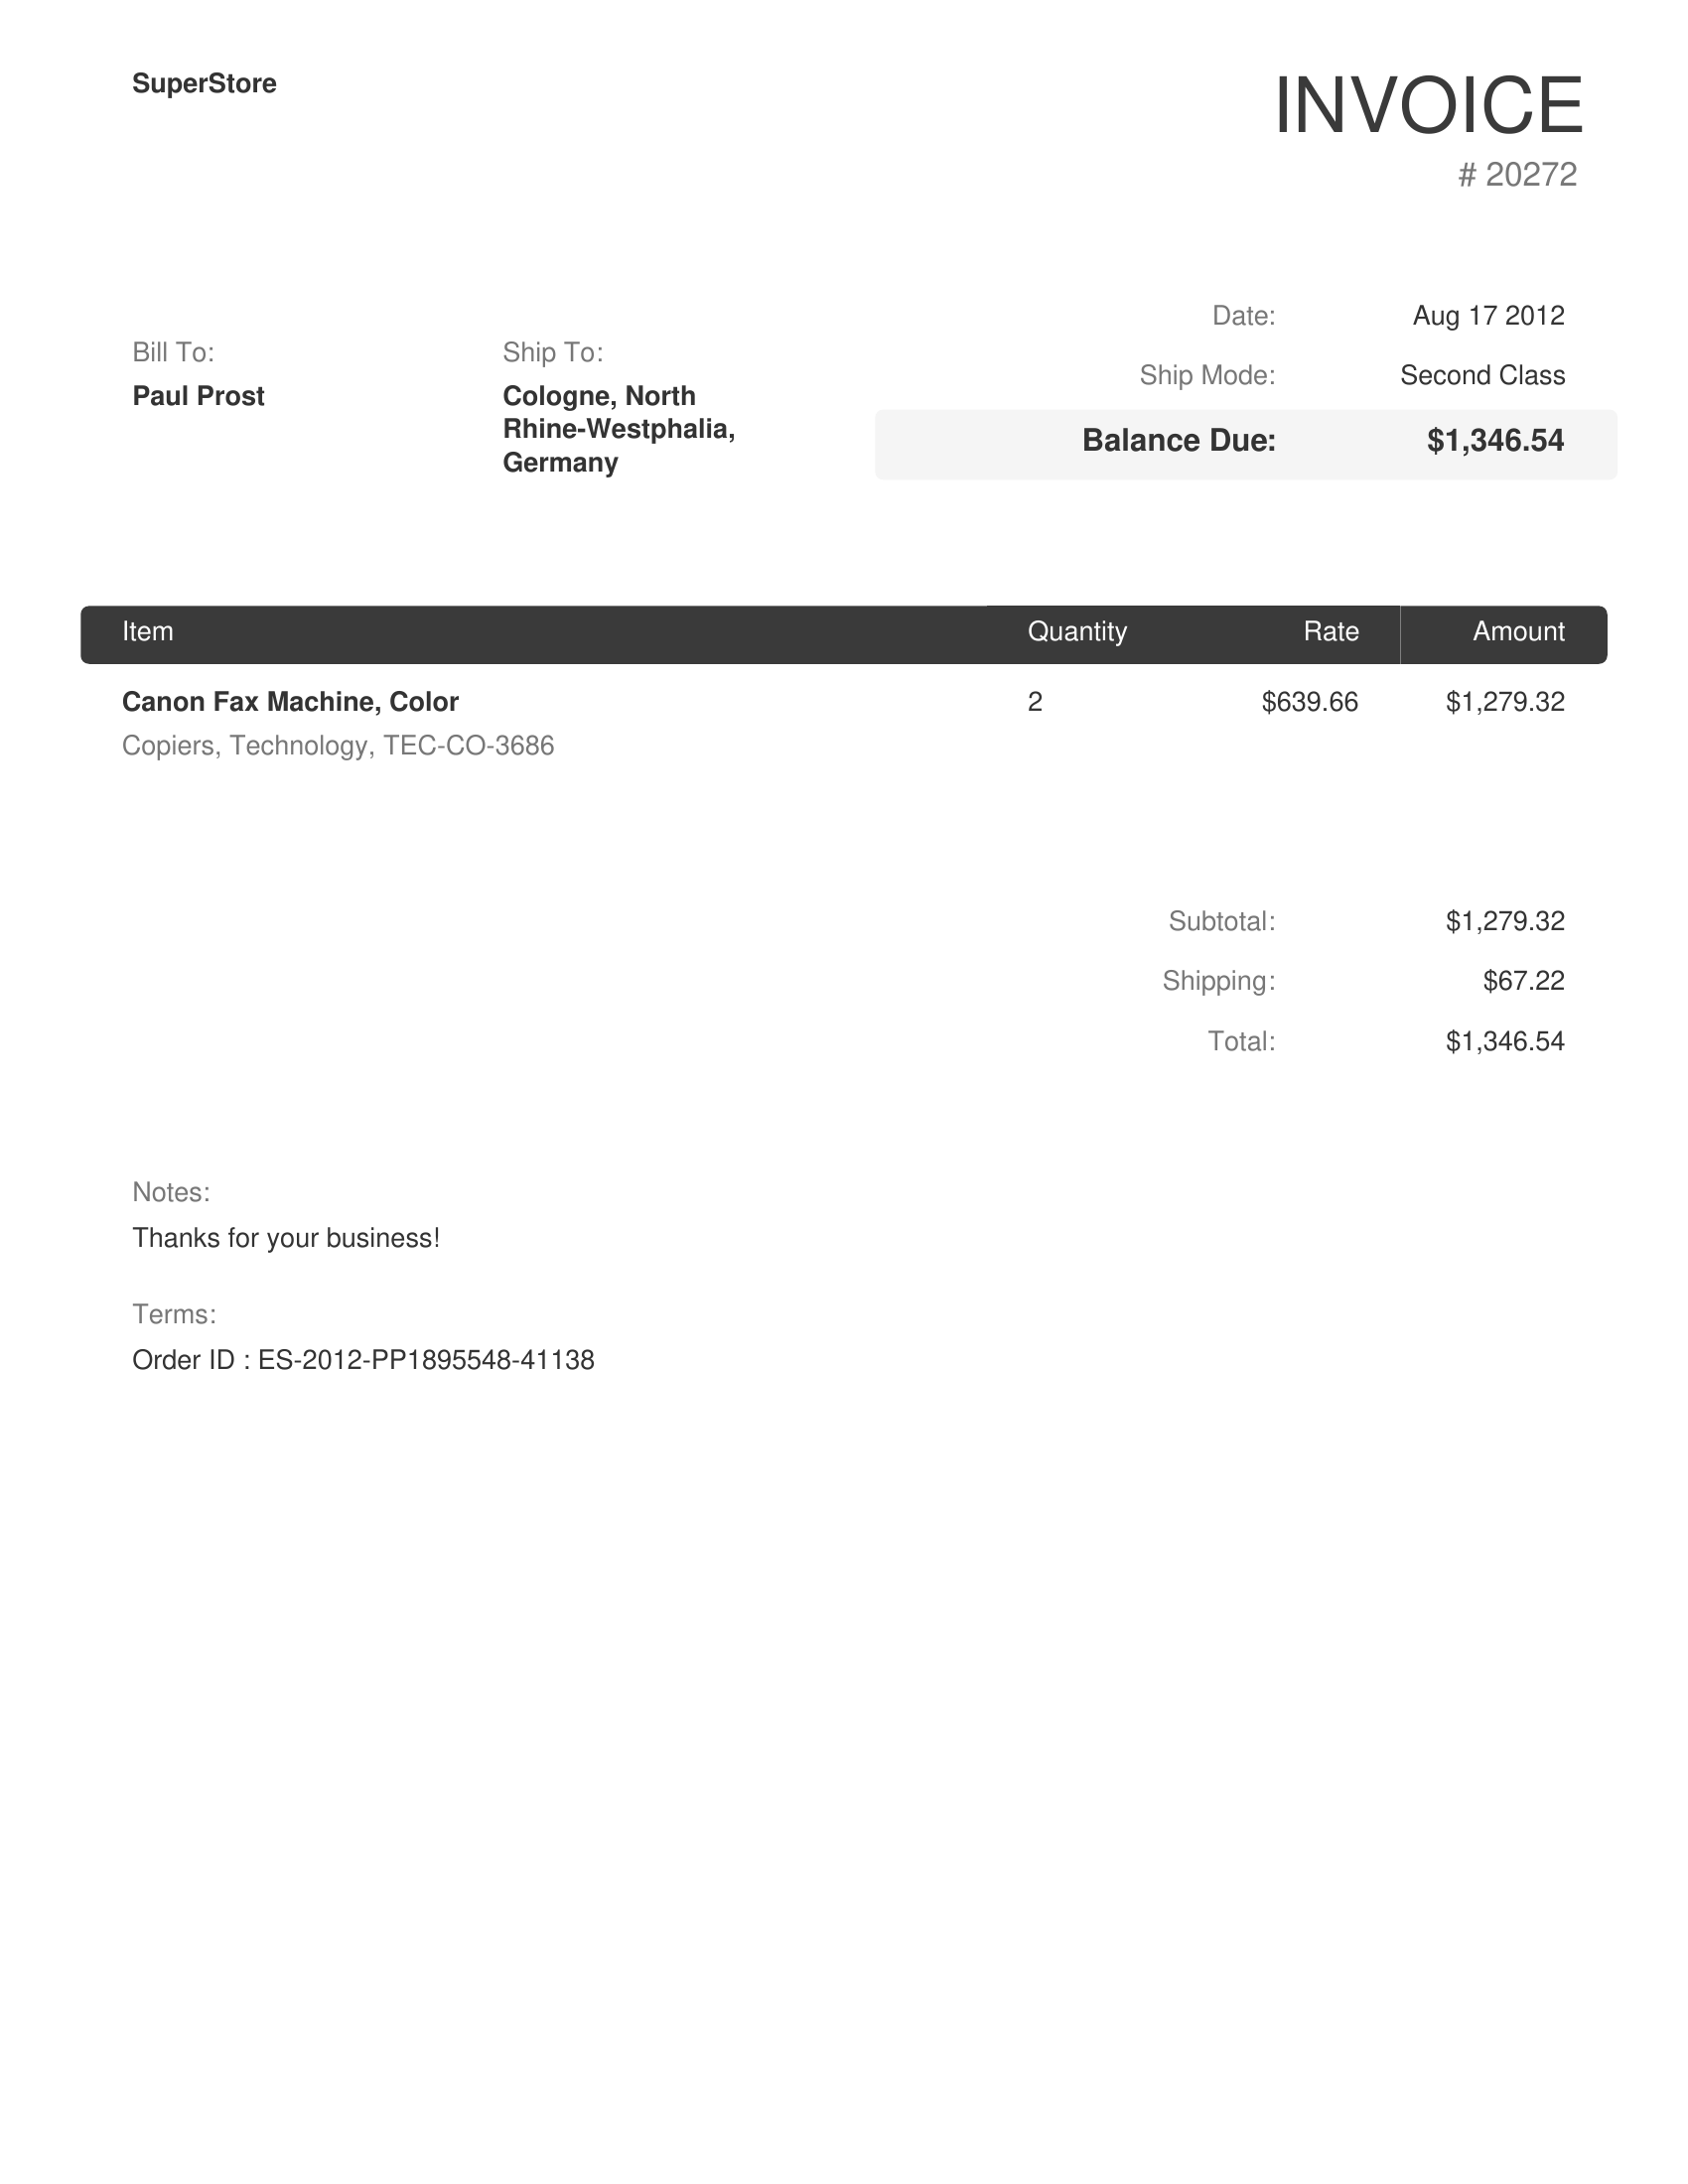 SuperStore
INVOICE
# 20272
Date: Aug 17 2012
Ship Mode: Second Class
Balance Due: $1,346.54
Bill To:
Paul Prost
Ship To:
Cologne, North
Rhine-Westphalia,
Germany
Item Quantity Rate Amount
Canon Fax Machine, Color 2 $639.66 $1,279.32
Copiers, Technology, TEC-CO-3686
Subtotal: $1,279.32
Shipping: $67.22
Total: $1,346.54
Notes:
Thanks for your business!
Terms:
Order ID : ES-2012-PP1895548-41138